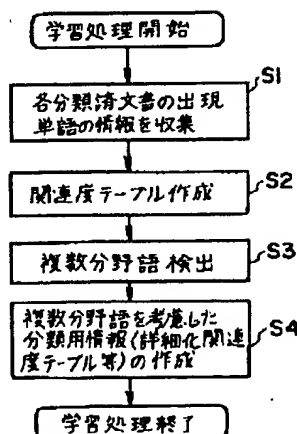 学習処理開始
S1
各分類済文書の出現
単語の情報を収集
S2
関連度テーブル作成
S3
複数分野語検出
S4
複数分野語を考慮した
分類用情報(詳細化関連
度テーブル等)の作成
学習処理終了